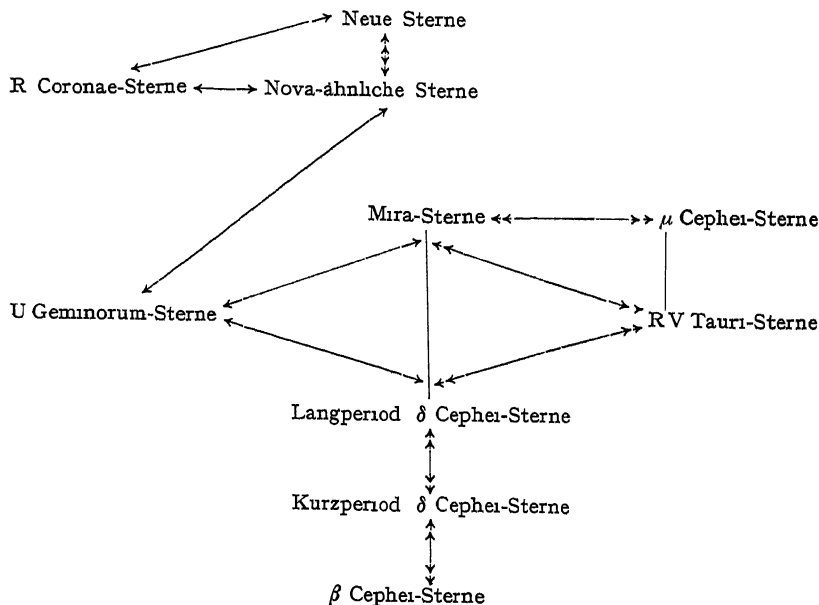 Neue Sterne
R Coronae-Sterne
Nova-ähnliche Sterne
Mira-Sterne
μ Cephei-Sterne
U Geminorum-Sterne
RV Tauri-Sterne
Langperiod δ Cephei-Sterne
Kurzperiod δ Cephei-Sterne
β Cephei-Sterne